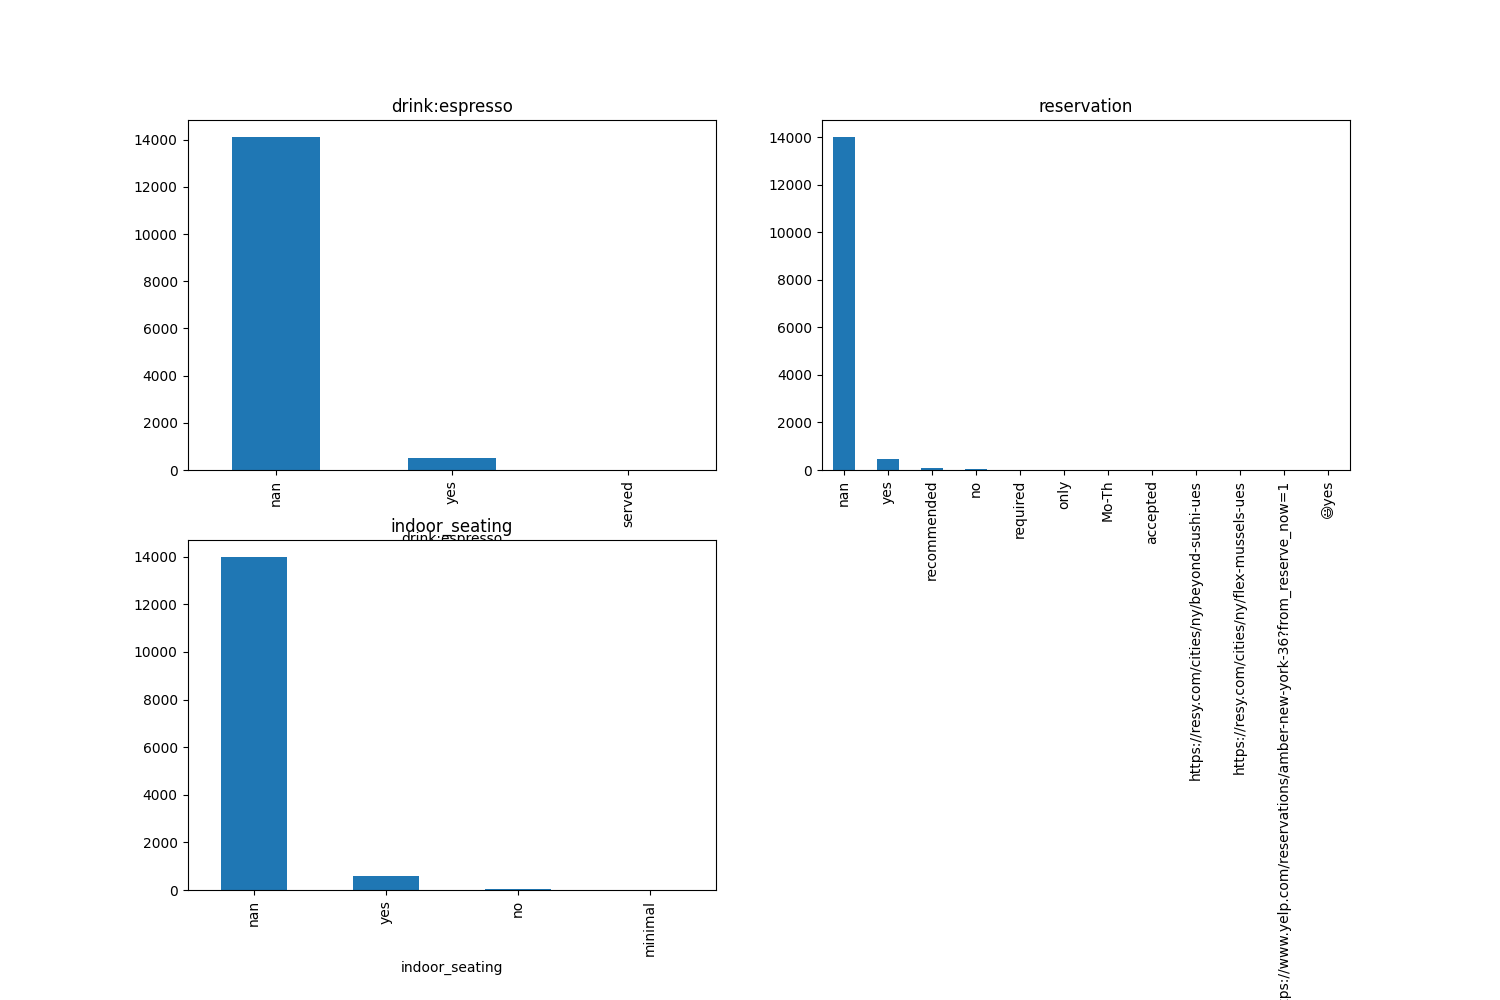 drink:espresso
14000
12000
10000
8000
6000
4000
2000
0
nan
yes
served
drink:espresso
reservation
14000
12000
10000
8000
6000
4000
2000
0
nan
yes
recommended
no
required
only
Mo-Th
accepted
https://resy.com/cities/ny/beyond-sushi-ues
https://resy.com/cities/ny/flex-mussels-ues
ps://www.yelp.com/reservations/amber-new-york-36?from_reserve_now=1
😃yes
indoor_seating
14000
12000
10000
8000
6000
4000
2000
0
nan
yes
no
minimal
indoor_seating